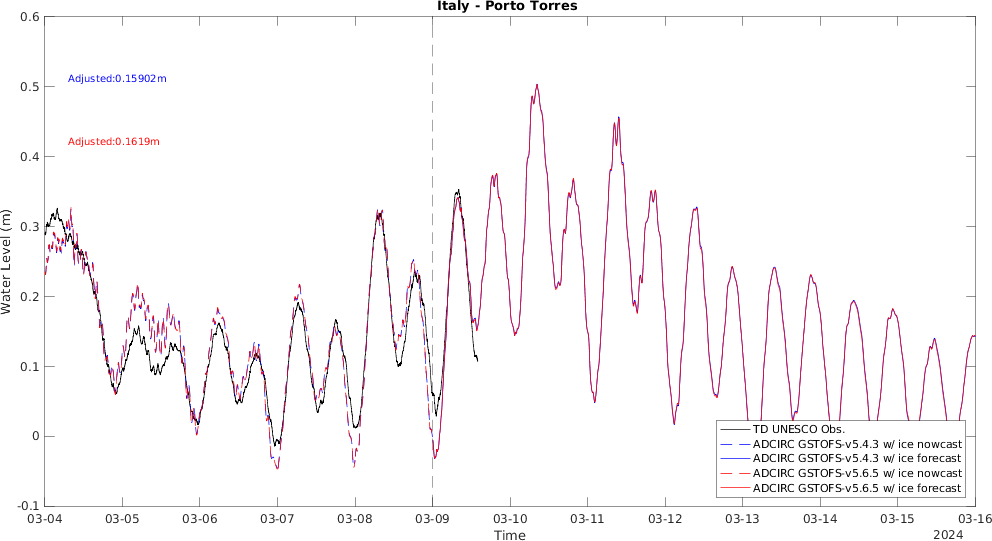 Italy - Porto Torres
0.6
0.5
0.4
0.3
0.2
0.1
0
-0.1
Water Level (m)
Adjusted:0.15902m
Adjusted:0.1619m
TD UNESCO Obs.
ADCIRC GSTOFS-v5.4.3 w/ ice nowcast
ADCIRC GSTOFS-v5.4.3 w/ ice forecast
ADCIRC GSTOFS-v5.6.5 w/ ice nowcast
ADCIRC GSTOFS-v5.6.5 w/ ice forecast
03-04 03-05 03-06 03-07 03-08 03-09 03-10 03-11 03-12 03-13 03-14 03-15 03-16
Time
2024